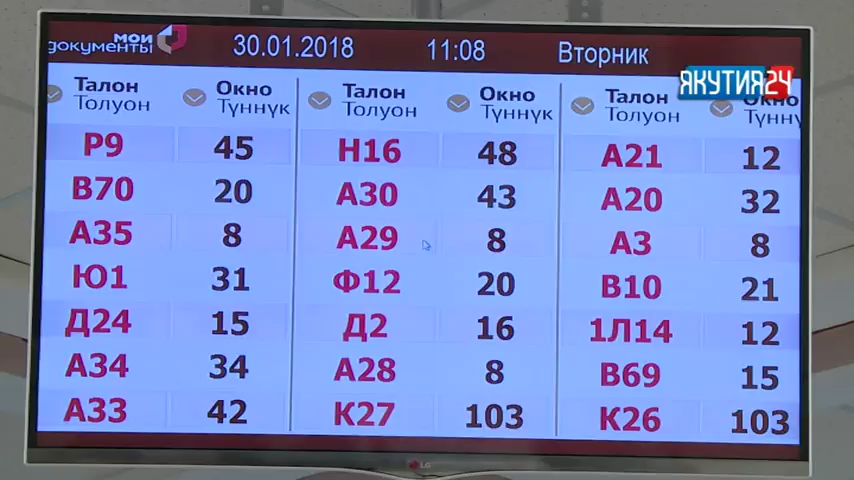 мои
документы
30.01.2018 11:08 Вторник
ЯКУТИЯ24
Талон Окно Талон Окно Талон Окно
Толуон Түннүк Толуон Түннүк Толуон Түнн
Р9 45 Н16 48 А21 12
В70 20 А30 43 А20 32
А35 8 А29 8 А3 8
Ю1 31 Ф12 20 В10 21
Д24 15 Д2 16 1Л14 12
А34 34 А28 8 В69 15
А33 42 К27 103 К26 103
LG